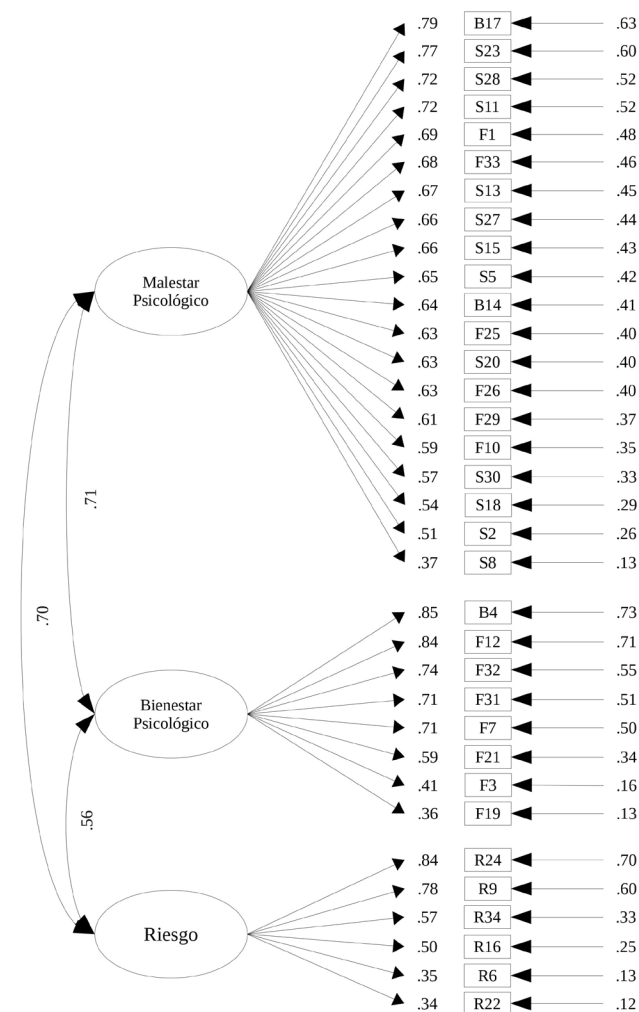 .79 B17 .63
.77 S23 .60
.72 S28 .52
.72 S11 .52
.69 F1 .48
.68 F33 .46
.67 S13 .45
.66 S27 .44
.66 S15 .43
.65 S5 .42
.64 B14 .41
.63 F25 .40
.63 S20 .40
.63 F26 .40
.61 F29 .37
.59 F10 .35
.57 S30 .33
.54 S18 .29
.51 S2 .26
.37 S8 .13
Malestar
Psicológico
.71
.70
.85 B4 .73
.84 F12 .71
.74 F32 .55
.71 F31 .51
.71 F7 .50
.59 F21 .34
.41 F3 .16
.36 F19 .13
Bienestar
Psicológico
.56
.84 R24 .70
.78 R9 .60
.57 R34 .33
.50 R16 .25
.35 R6 .13
.34 R22 .12
Riesgo